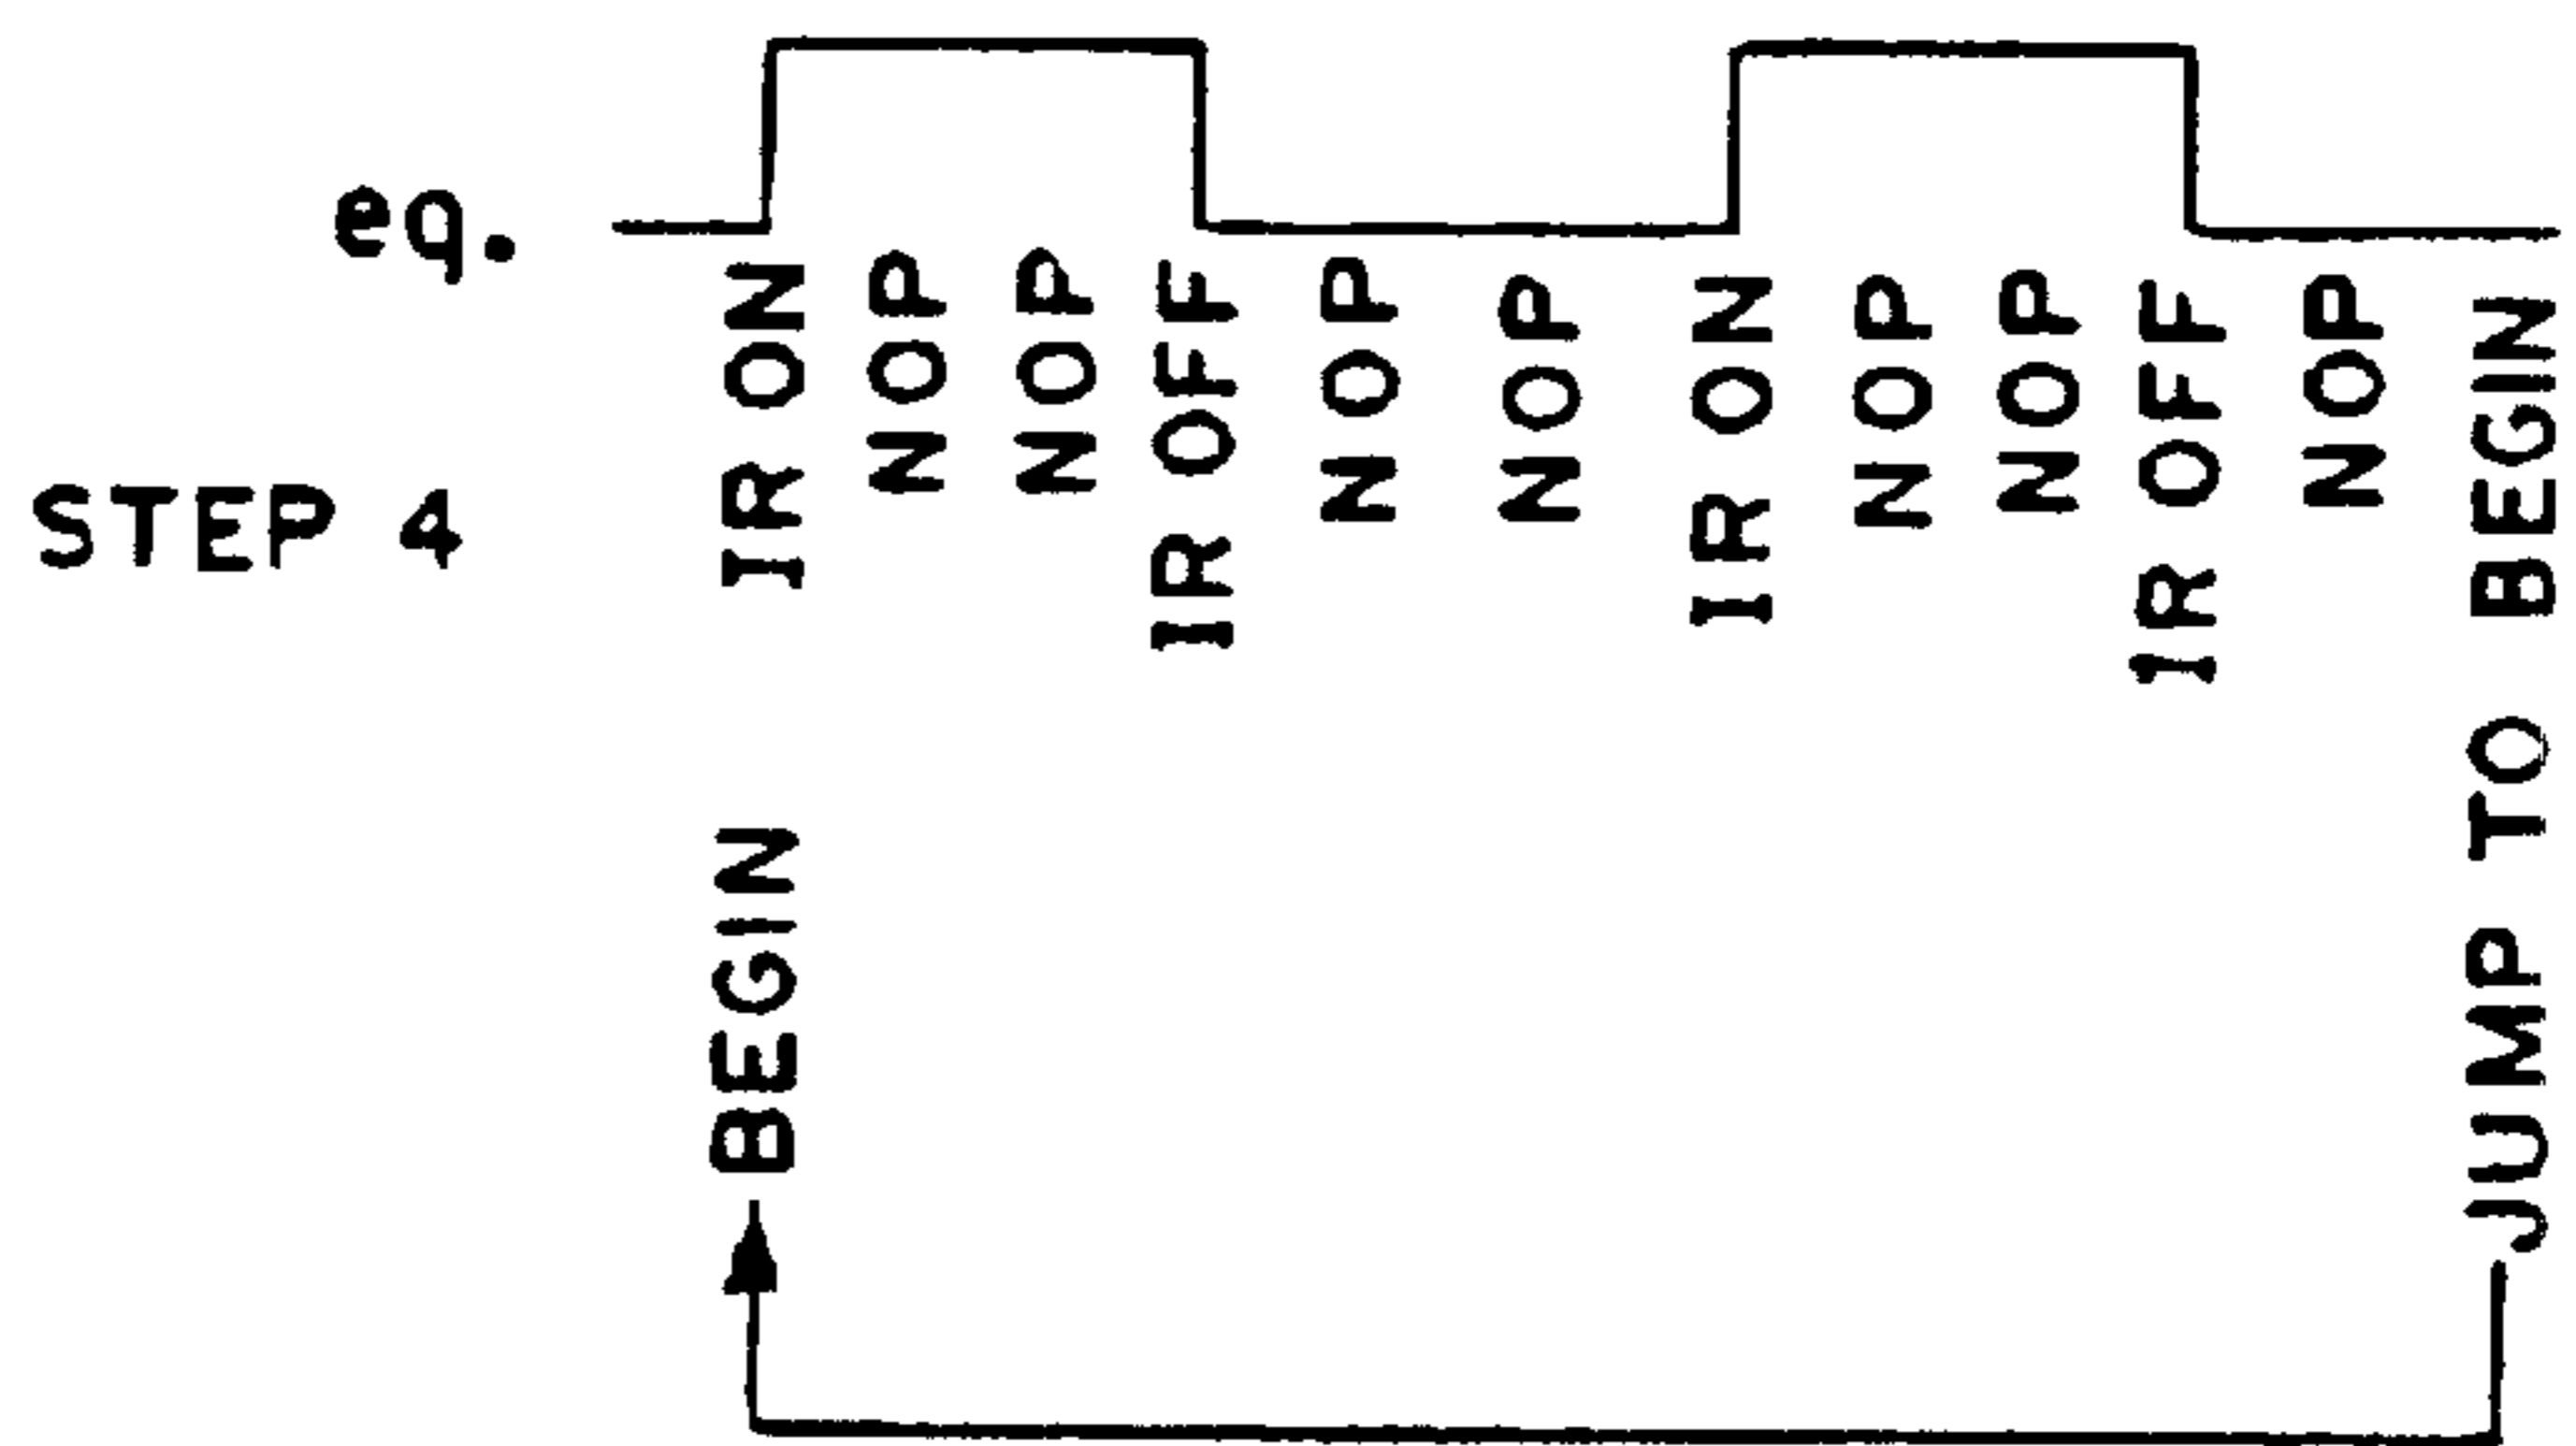 eq.
STEP 4
IR ON
NOP
NOP
IR OFF
NOP
NOP
IR ON
NOP
NOP
IR OFF
NOP
JUMP TO BEGIN
BEGIN